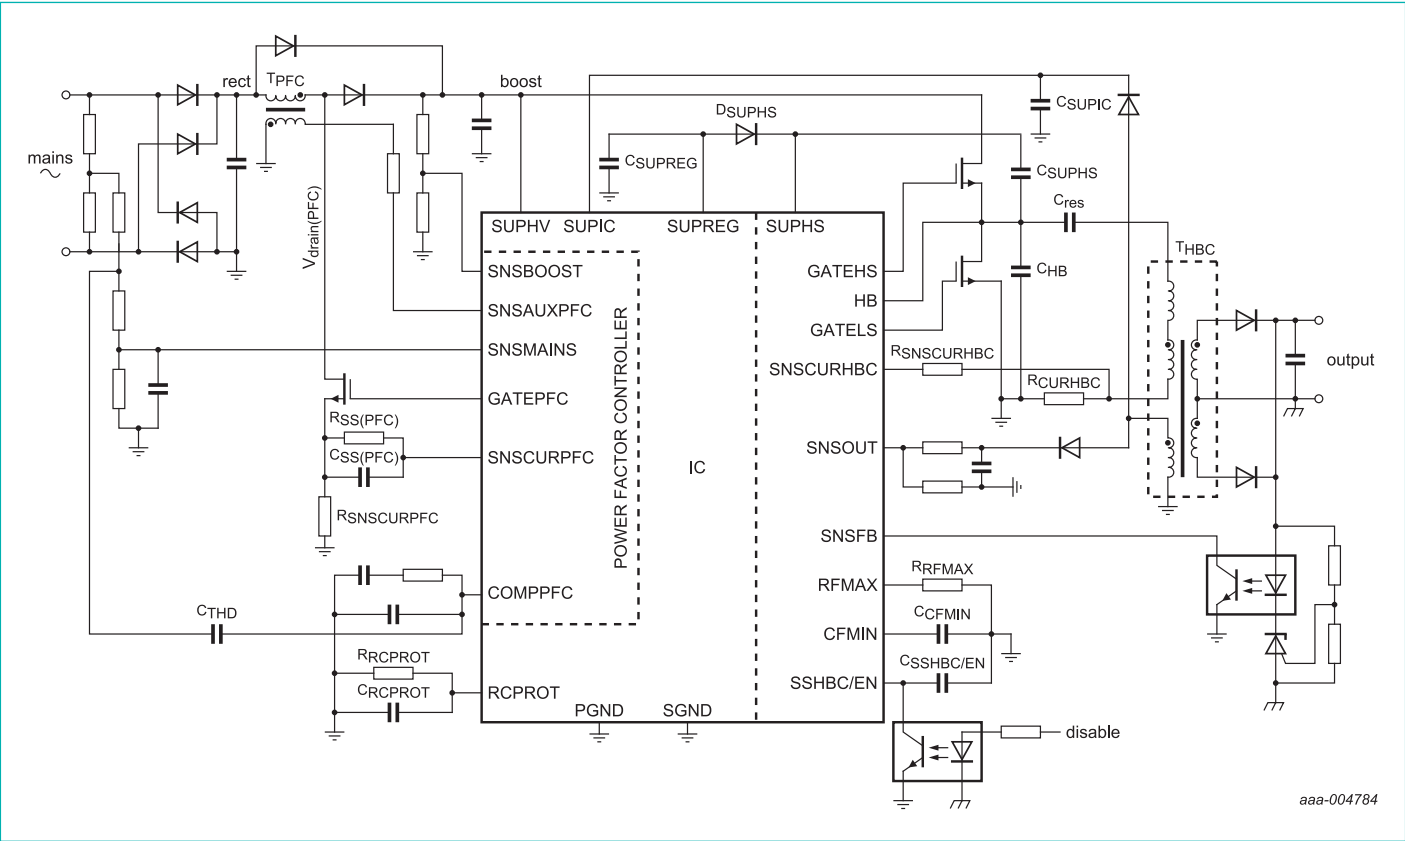 rect
TPFC
boost
CSUPIC
DSUPHS
mains
CSUPREG
CSUPHS
Cres
Vdrain(PFC)
SUPHV
SUPIC
SUPREG
SUPHS
THBC
SNSBOOST
GATEHS
CHB
HB
SNSAUXPFC
GATELS
SNSMAINS
RSNSCURHBC
output
SNSCURHBC
RCURHBC
GATEPFC
RSS(PFC)
CSS(PFC)
SNSCURPFC
POWER FACTOR CONTROLLER
IC
SNSOUT
RSNSCURPFC
SNSFB
RRFMAX
RFMAX
COMPPFC
CTHD
CCFMIN
CFMIN
RRCPROT
CSSHBC/EN
SSHBC/EN
CRCPROT
RCPROT
PGND
SGND
disable
aaa-004784